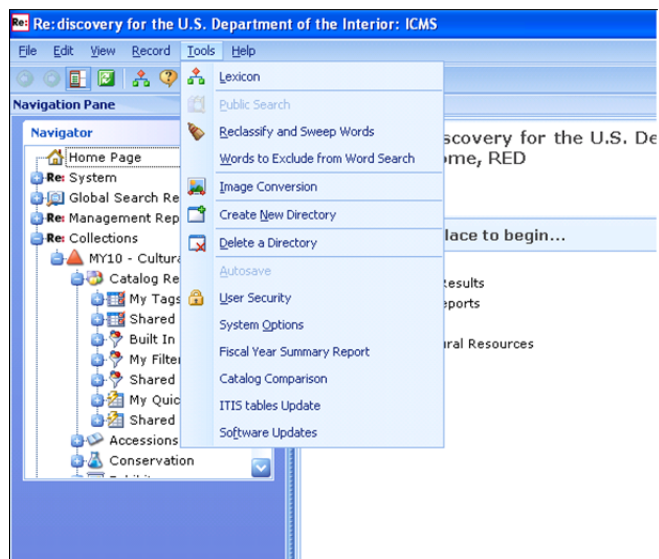 Re: Re:discovery for the U.S. Department of the Interior: ICMS
File Edit View Record Tools Help
Navigation Pane
Navigator
Home Page
Re: System
Global Search Re
Re: Management Rep
Re: Collections
MY10 - Cultura
Catalog Re
My Tags
Shared
Built In
My Filter
Shared
My Quic
Shared
Accessions
Conservation
Lexicon
Public Search
Reclassify and Sweep Words
Words to Exclude from Word Search
Image Conversion
Create New Directory
Delete a Directory
Autosave
User Security
System Options
Fiscal Year Summary Report
Catalog Comparison
ITIS tables Update
Software Updates
scovery for the U.S. De
ome, RED
lace to begin...
Results
eports
ural Resources